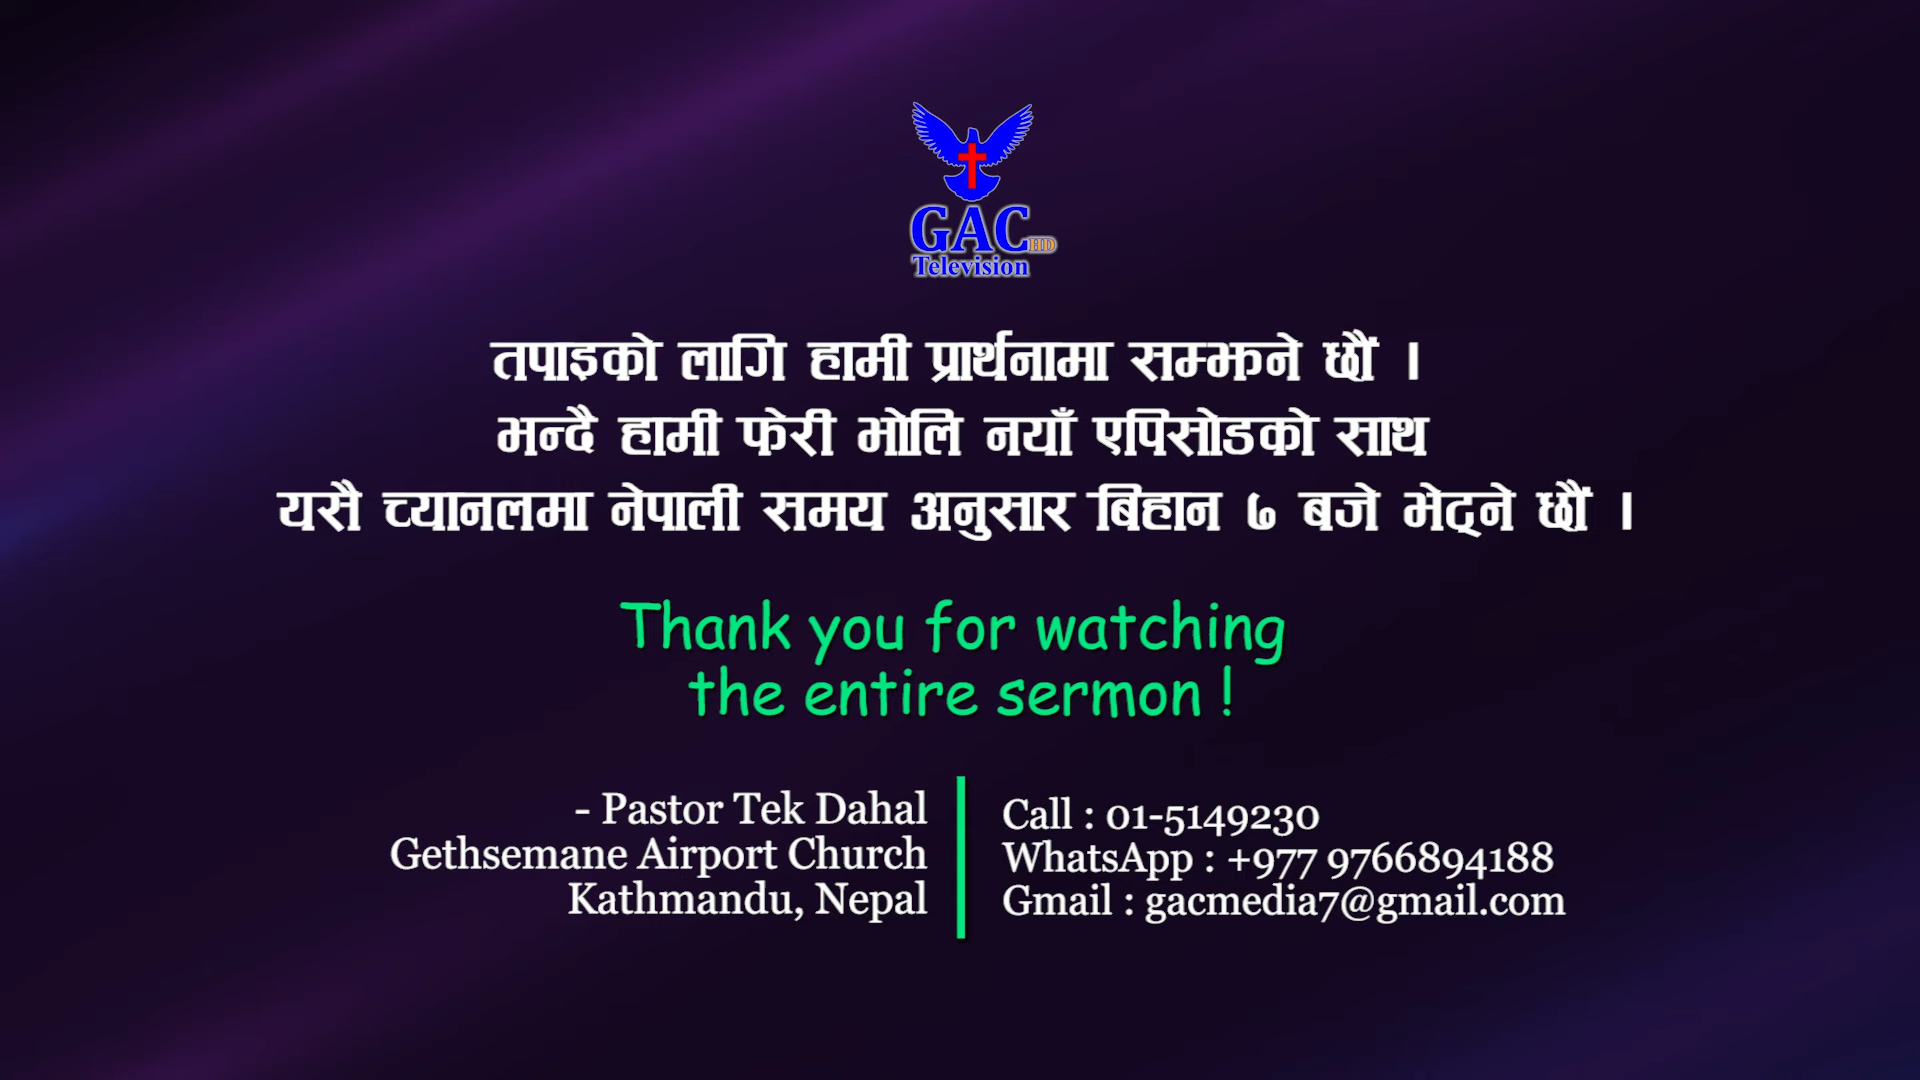 GAC HD
Television
तपाइको लागि हामी प्रार्थनामा सम्झने छौं ।
भन्दै हामी फेरी भोलि नयाँ एपिसोडको साथ
यसै च्यानलमा नेपाली समय अनुसार बिहान ७ बजे भेट्ने छौं ।
Thank you for watching
the entire sermon !
- Pastor Tek Dahal
Gethsemane Airport Church
Kathmandu, Nepal
Call : 01-5149230
WhatsApp : +977 9766894188
Gmail : gacmedia7@gmail.com